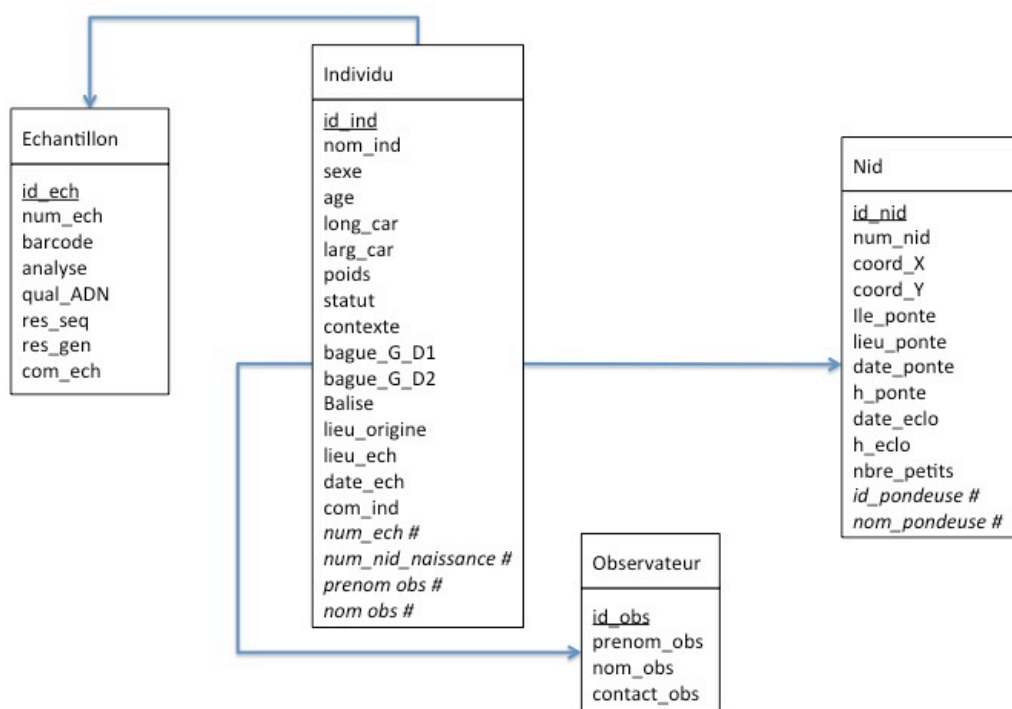 Echantillon
id_ech
num_ech
barcode
analyse
qual_ADN
res_seq
res_gen
com_ech
Individu
id_ind
nom_ind
sexe
age
long_car
larg_car
poids
statut
contexte
bague_G_D1
bague_G_D2
Balise
lieu_origine
lieu_ech
date_ech
com_ind
num_ech #
num_nid_naissance #
prenom obs #
nom obs #
Nid
id_nid
num_nid
coord_X
coord_Y
Ile_ponte
lieu_ponte
date_ponte
h_ponte
date_eclo
h_eclo
nbre_petits
id_pondeuse #
nom_pondeuse #
Observateur
id_obs
prenom_obs
nom_obs
contact_obs